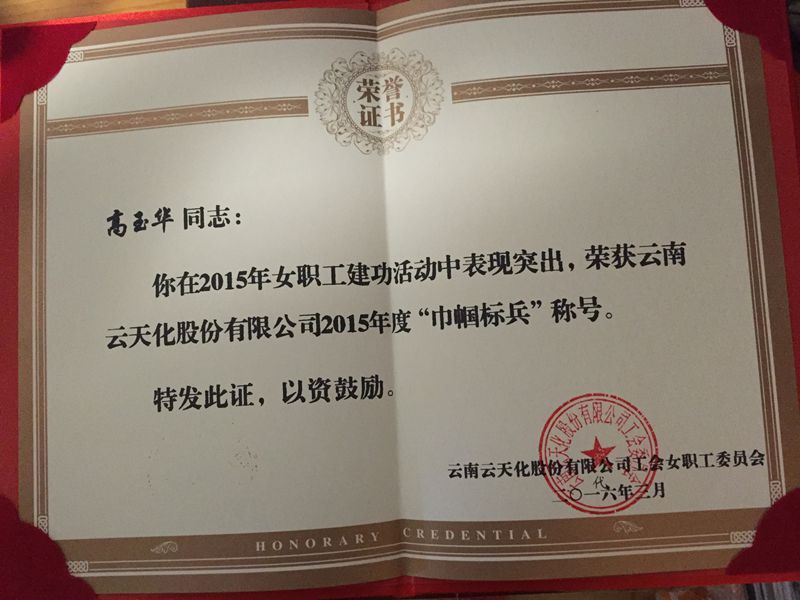 荣誉
证书
高玉华同志：
你在2015年女职工建功活动中表现突出，荣获云南
云天化股份有限公司2015年度“巾帼标兵”称号。
特发此证，以资鼓励。
云南云天化股份有限公司工会女职工委员会
代
二〇一六年三月
HONORARY CREDENTIAL